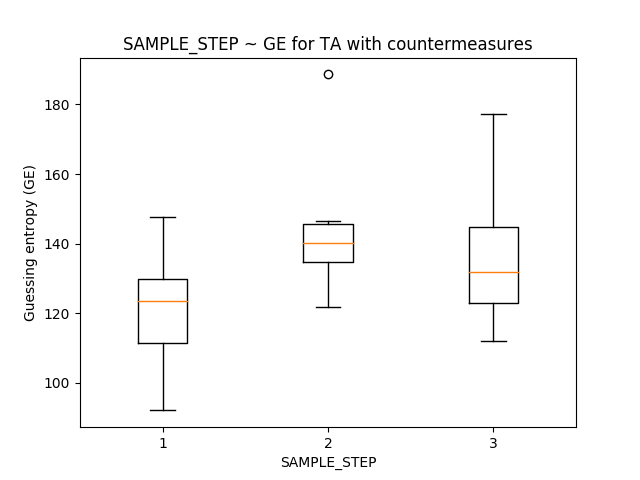 SAMPLE_STEP ~ GE for TA with countermeasures
Guessing entropy (GE)
180
160
140
120
100
1 2 3
SAMPLE_STEP